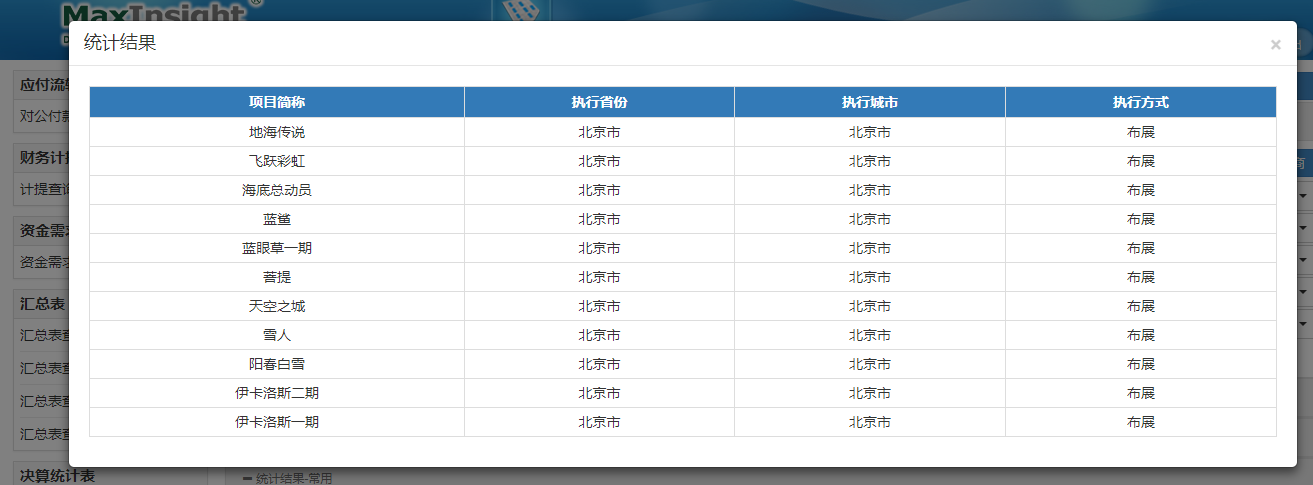 MaxInsight®
统计结果
×
应付流
对公付
财务计
计提查
资金需
资金需
汇总表
汇总表
汇总表
汇总表
汇总表
决算统计表
商
项目简称 执行省份 执行城市 执行方式
地海传说 北京市 北京市 布展
飞跃彩虹 北京市 北京市 布展
海底总动员 北京市 北京市 布展
蓝鲨 北京市 北京市 布展
蓝眼草一期 北京市 北京市 布展
菩提 北京市 北京市 布展
天空之城 北京市 北京市 布展
雪人 北京市 北京市 布展
阳春白雪 北京市 北京市 布展
伊卡洛斯二期 北京市 北京市 布展
伊卡洛斯一期 北京市 北京市 布展
统计结果-常用